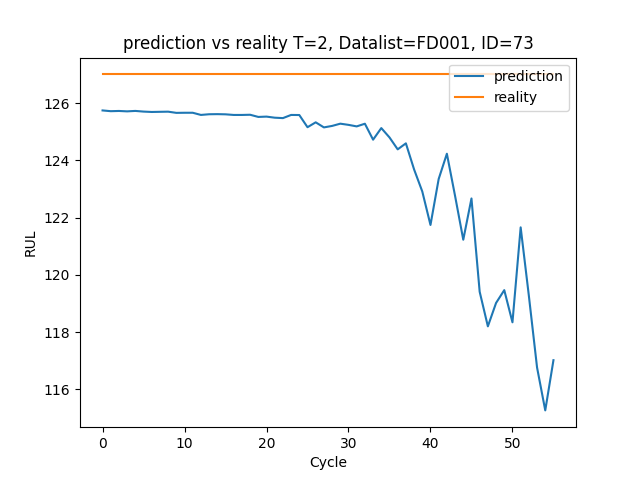 prediction vs reality T=2, Datalist=FD001, ID=73
prediction
reality
126
124
122
120
118
116
RUL
0 10 20 30 40 50
Cycle